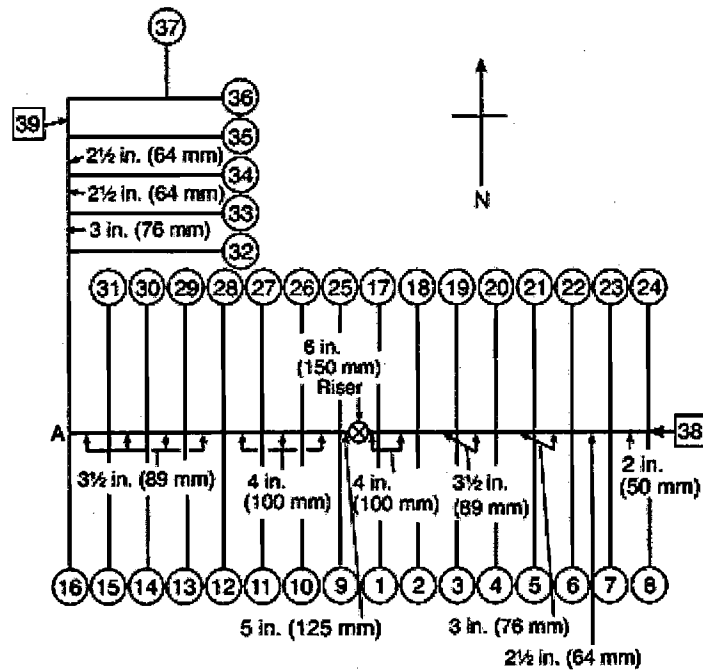 37
36
39
35
2½ in. (64 mm)
34
2½ in. (64 mm)
33
3 in. (76 mm)
32
N
31 30 29 28 27 26 25 17 18 19 20 21 22 23 24
6 in.
(150 mm)
Riser
A
38
3½ in. (89 mm)
4 in.
(100 mm)
4 in.
(100 mm)
3½ in.
(89 mm)
2 in.
(50 mm)
16 15 14 13 12 11 10 9 1 2 3 4 5 6 7 8
5 in. (125 mm)
3 in. (76 mm)
2½ in. (64 mm)